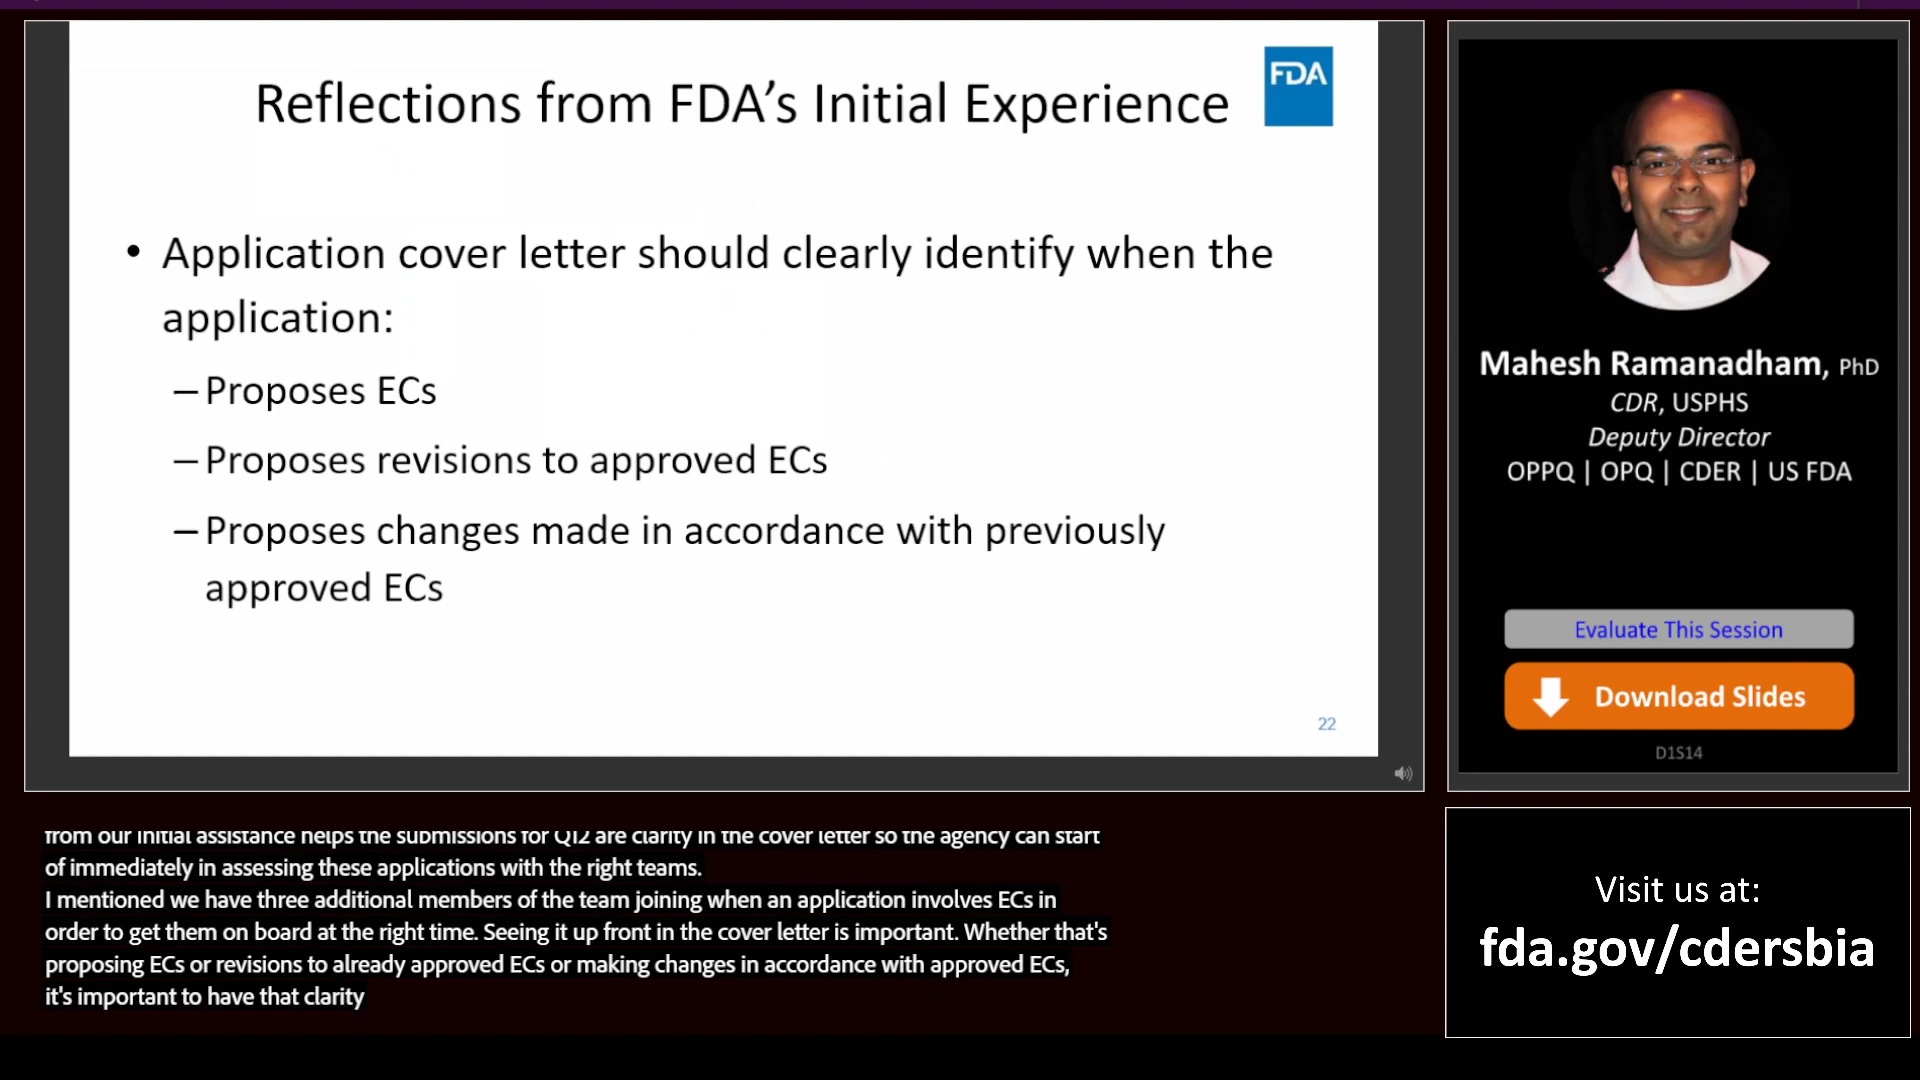 FDA
Reflections from FDA’s Initial Experience
• Application cover letter should clearly identify when the
application:
–Proposes ECs
–Proposes revisions to approved ECs
–Proposes changes made in accordance with previously
approved ECs
22
Mahesh Ramanadham, PhD
CDR, USPHS
Deputy Director
OPPQ | OPQ | CDER | US FDA
Evaluate This Session
Download Slides
D1S14
from our initial assistance helps the submissions for Q12 are clarity in the cover letter so the agency can start
of immediately in assessing these applications with the right teams.
I mentioned we have three additional members of the team joining when an application involves ECs in
order to get them on board at the right time. Seeing it up front in the cover letter is important. Whether that's
proposing ECs or revisions to already approved ECs or making changes in accordance with approved ECs,
it's important to have that clarity
Visit us at:
fda.gov/cdersbia